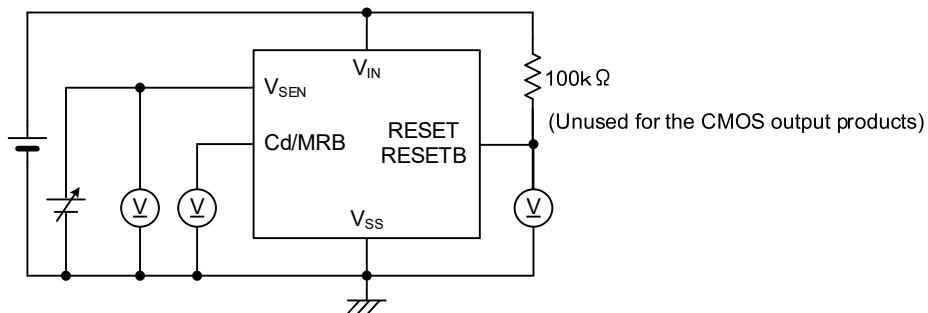 V_IN
V_SEN
100kΩ
(Unused for the CMOS output products)
RESET
Cd/MRB
RESETB
V
V
V
V_SS